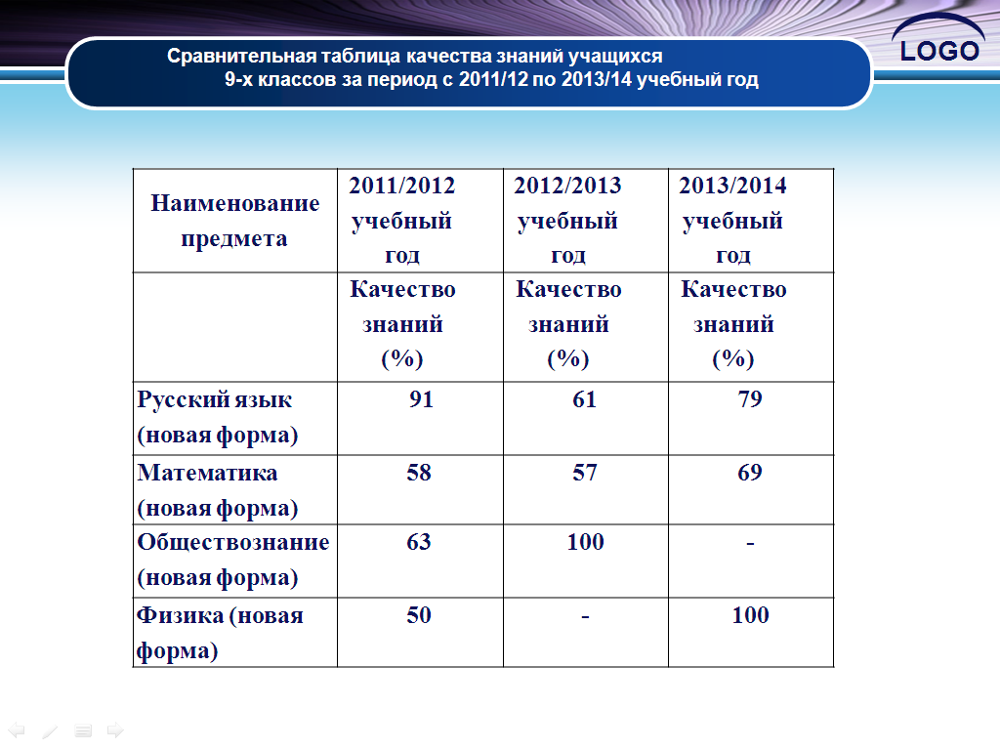 Сравнительная таблица качества знаний учащихся
9-х классов за период с 2011/12 по 2013/14 учебный год
LOGO
Наименование
предмета
2011/2012
учебный
год
2012/2013
учебный
год
2013/2014
учебный
год
Качество
знаний
(%)
Качество
знаний
(%)
Качество
знаний
(%)
Русский язык
(новая форма)
91
61
79
Математика
(новая форма)
58
57
69
Обществознание
(новая форма)
63
100
-
Физика (новая
форма)
50
-
100